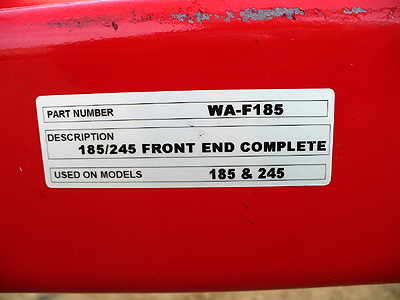 PART NUMBER WA-F185
DESCRIPTION
185/245 FRONT END COMPLETE
USED ON MODELS 185 & 245